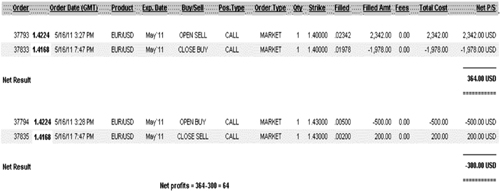 Order Order Date (GMT) Product Exp. Date Buy/Sell Pos.Type Order Type Qty Strike Filled Filled Amt Fees Total Cost Net P/S
37793 1.4224 5/16/11 3:27 PM EUR/USD May'11 OPEN SELL CALL MARKET 1 1.40000 .02342 2,342.00 0.00 2,342.00 2,342.00 USD
37833 1.4168 5/16/11 7:47 PM EUR/USD May'11 CLOSE BUY CALL MARKET 1 1.40000 .01978 -1,978.00 0.00 -1,978.00 -1,978.00 USD
Net Result 364.00 USD
==========
37794 1.4224 5/16/11 3:28 PM EUR/USD May'11 OPEN BUY CALL MARKET 1 1.43000 .00500 -500.00 0.00 -500.00 -500.00 USD
37835 1.4168 5/16/11 7:47 PM EUR/USD May'11 CLOSE SELL CALL MARKET 1 1.43000 .00200 200.00 0.00 200.00 200.00 USD
Net Result -300.00 USD
==========
Net profits = 364-300 = 64